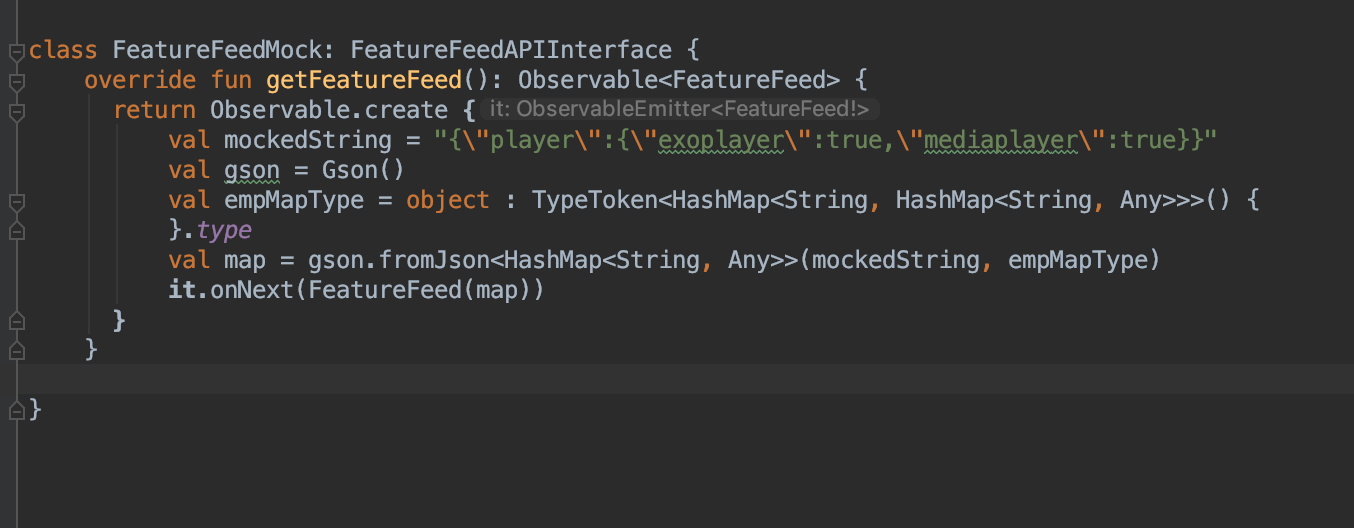 class FeatureFeedMock: FeatureFeedAPIInterface {
override fun getFeatureFeed(): Observable<FeatureFeed> {
return Observable.create { it: ObservableEmitter<FeatureFeed!>
val mockedString = "{\"player\":{\"exoplayer\":true,\"mediaplayer\":true}}"
val gson = Gson()
val empMapType = object : TypeToken<HashMap<String, HashMap<String, Any>>>() {
}.type
val map = gson.fromJson<HashMap<String, Any>>(mockedString, empMapType)
it.onNext(FeatureFeed(map))
}
}
}